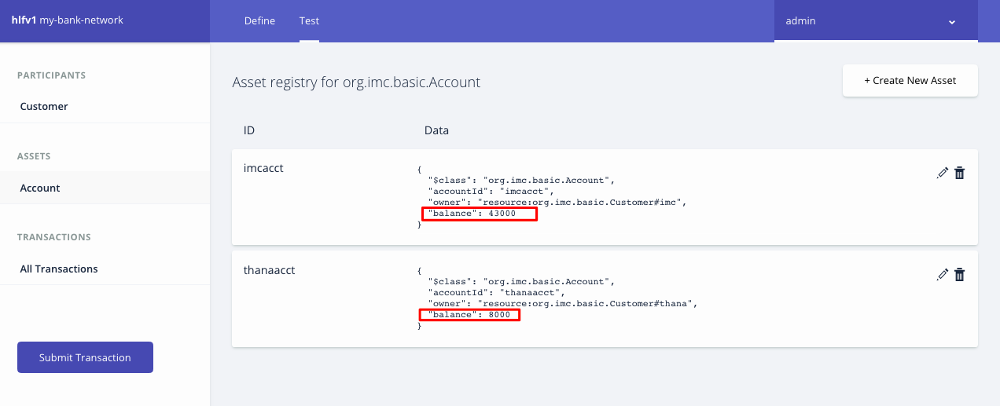 hlfv1 my-bank-network
Define
Test
admin
PARTICIPANTS
Customer
ASSETS
Account
TRANSACTIONS
All Transactions
Submit Transaction
Asset registry for org.imc.basic.Account
+ Create New Asset
ID
Data
imcacct
{
"$class": "org.imc.basic.Account",
"accountId": "imcacct",
"owner": "resource:org.imc.basic.Customer#imc",
"balance": 43000
}
thanaacct
{
"$class": "org.imc.basic.Account",
"accountId": "thanaacct",
"owner": "resource:org.imc.basic.Customer#thana",
"balance": 8000
}